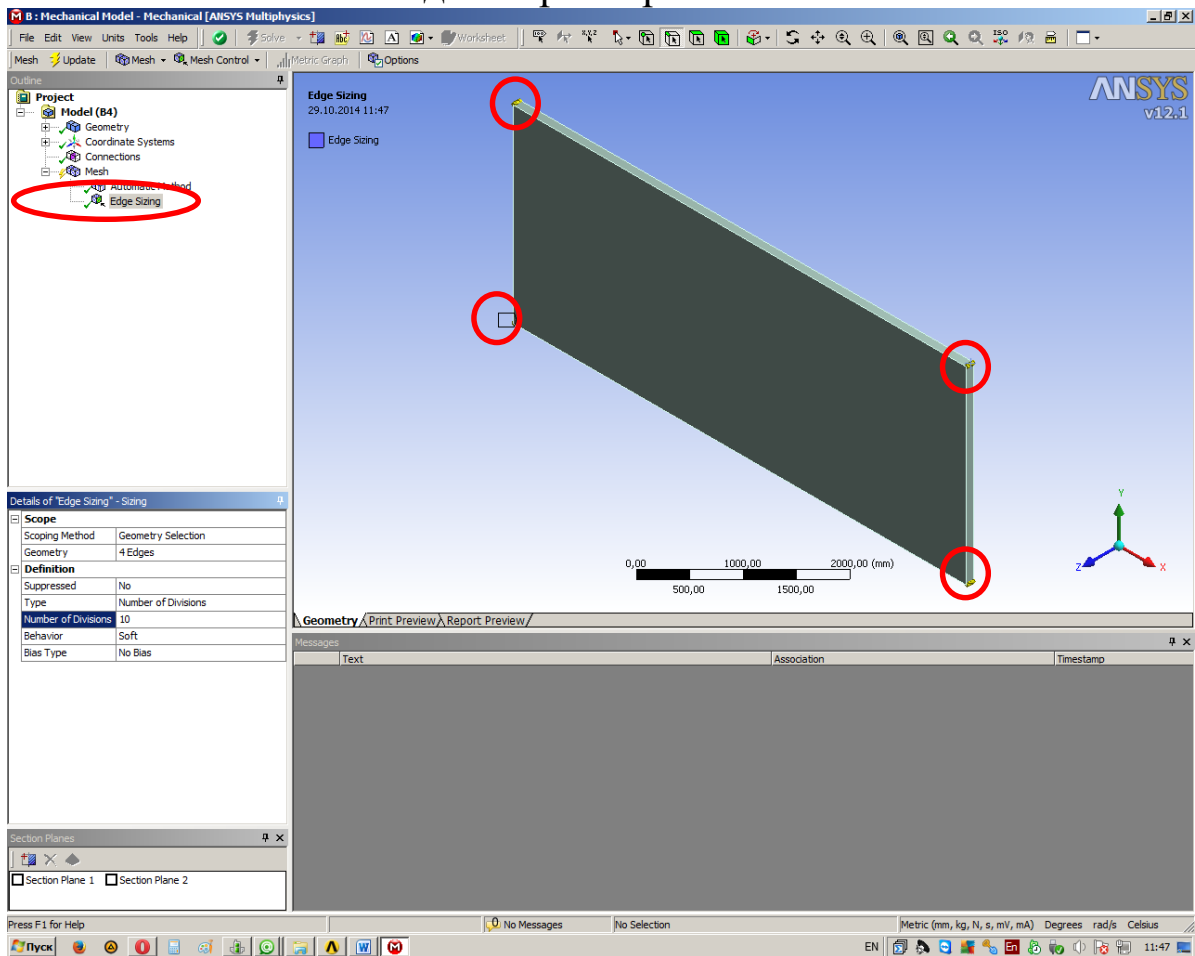 B : Mechanical Model - Mechanical [ANSYS Multiphysics]
File Edit View Units Tools Help Solve Worksheet
Mesh Update Mesh Mesh Control Metric Graph Options
Outline
Project
Model (B4)
Geometry
Coordinate Systems
Connections
Mesh
Automatic Method
Edge Sizing
Edge Sizing
29.10.2014 11:47
Edge Sizing
ANSYS
v12.1
Y
Z
X
0,00 1000,00 2000,00 (mm)
500,00 1500,00
Details of "Edge Sizing" - Sizing
Scope
Scoping Method Geometry Selection
Geometry 4 Edges
Definition
Suppressed No
Type Number of Divisions
Number of Divisions 10
Behavior Soft
Bias Type No Bias
Geometry Print Preview Report Preview
Messages
Text Association Timestamp
Section Planes
Section Plane 1 Section Plane 2
Press F1 for Help 0 No Messages No Selection Metric (mm, kg, N, s, mV, mA) Degrees rad/s Celsius
Пуск EN En 11:47